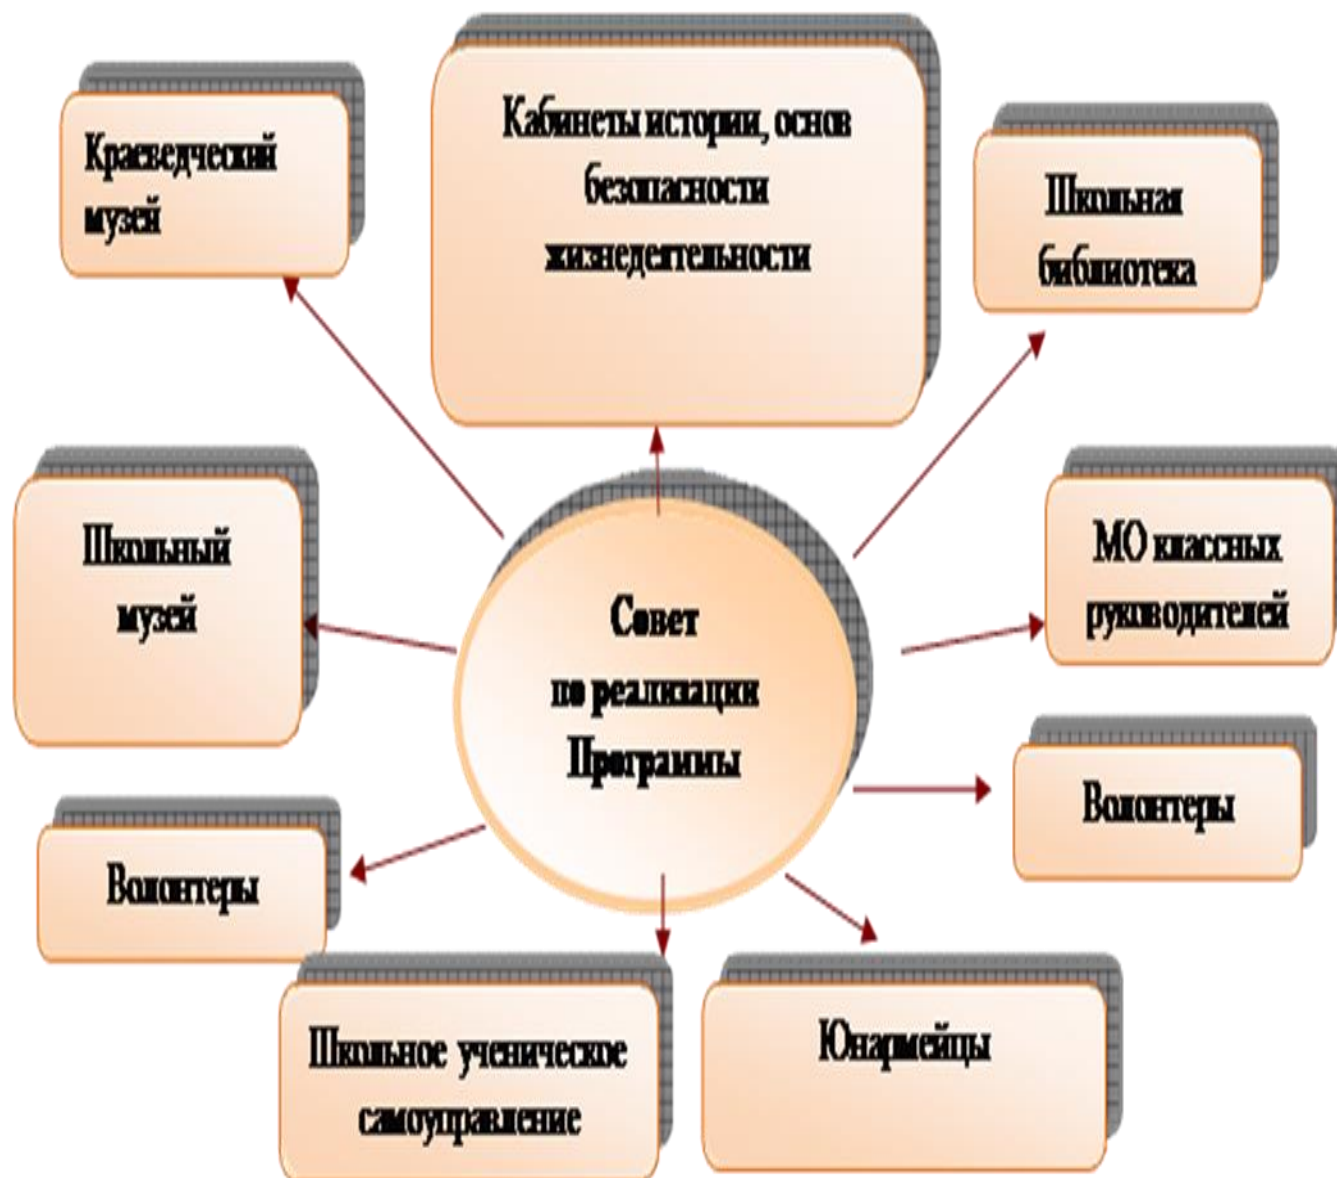 Краеведческий
музей
Кабинеты истории, основ
безопасности
жизнедеятельности
Школьная
библиотека
Школьный
музей
МО классных
руководителей
Совет
по реализации
Программы
Волонтеры
Волонтеры
Школьное ученическое
самоуправление
Юнармейцы